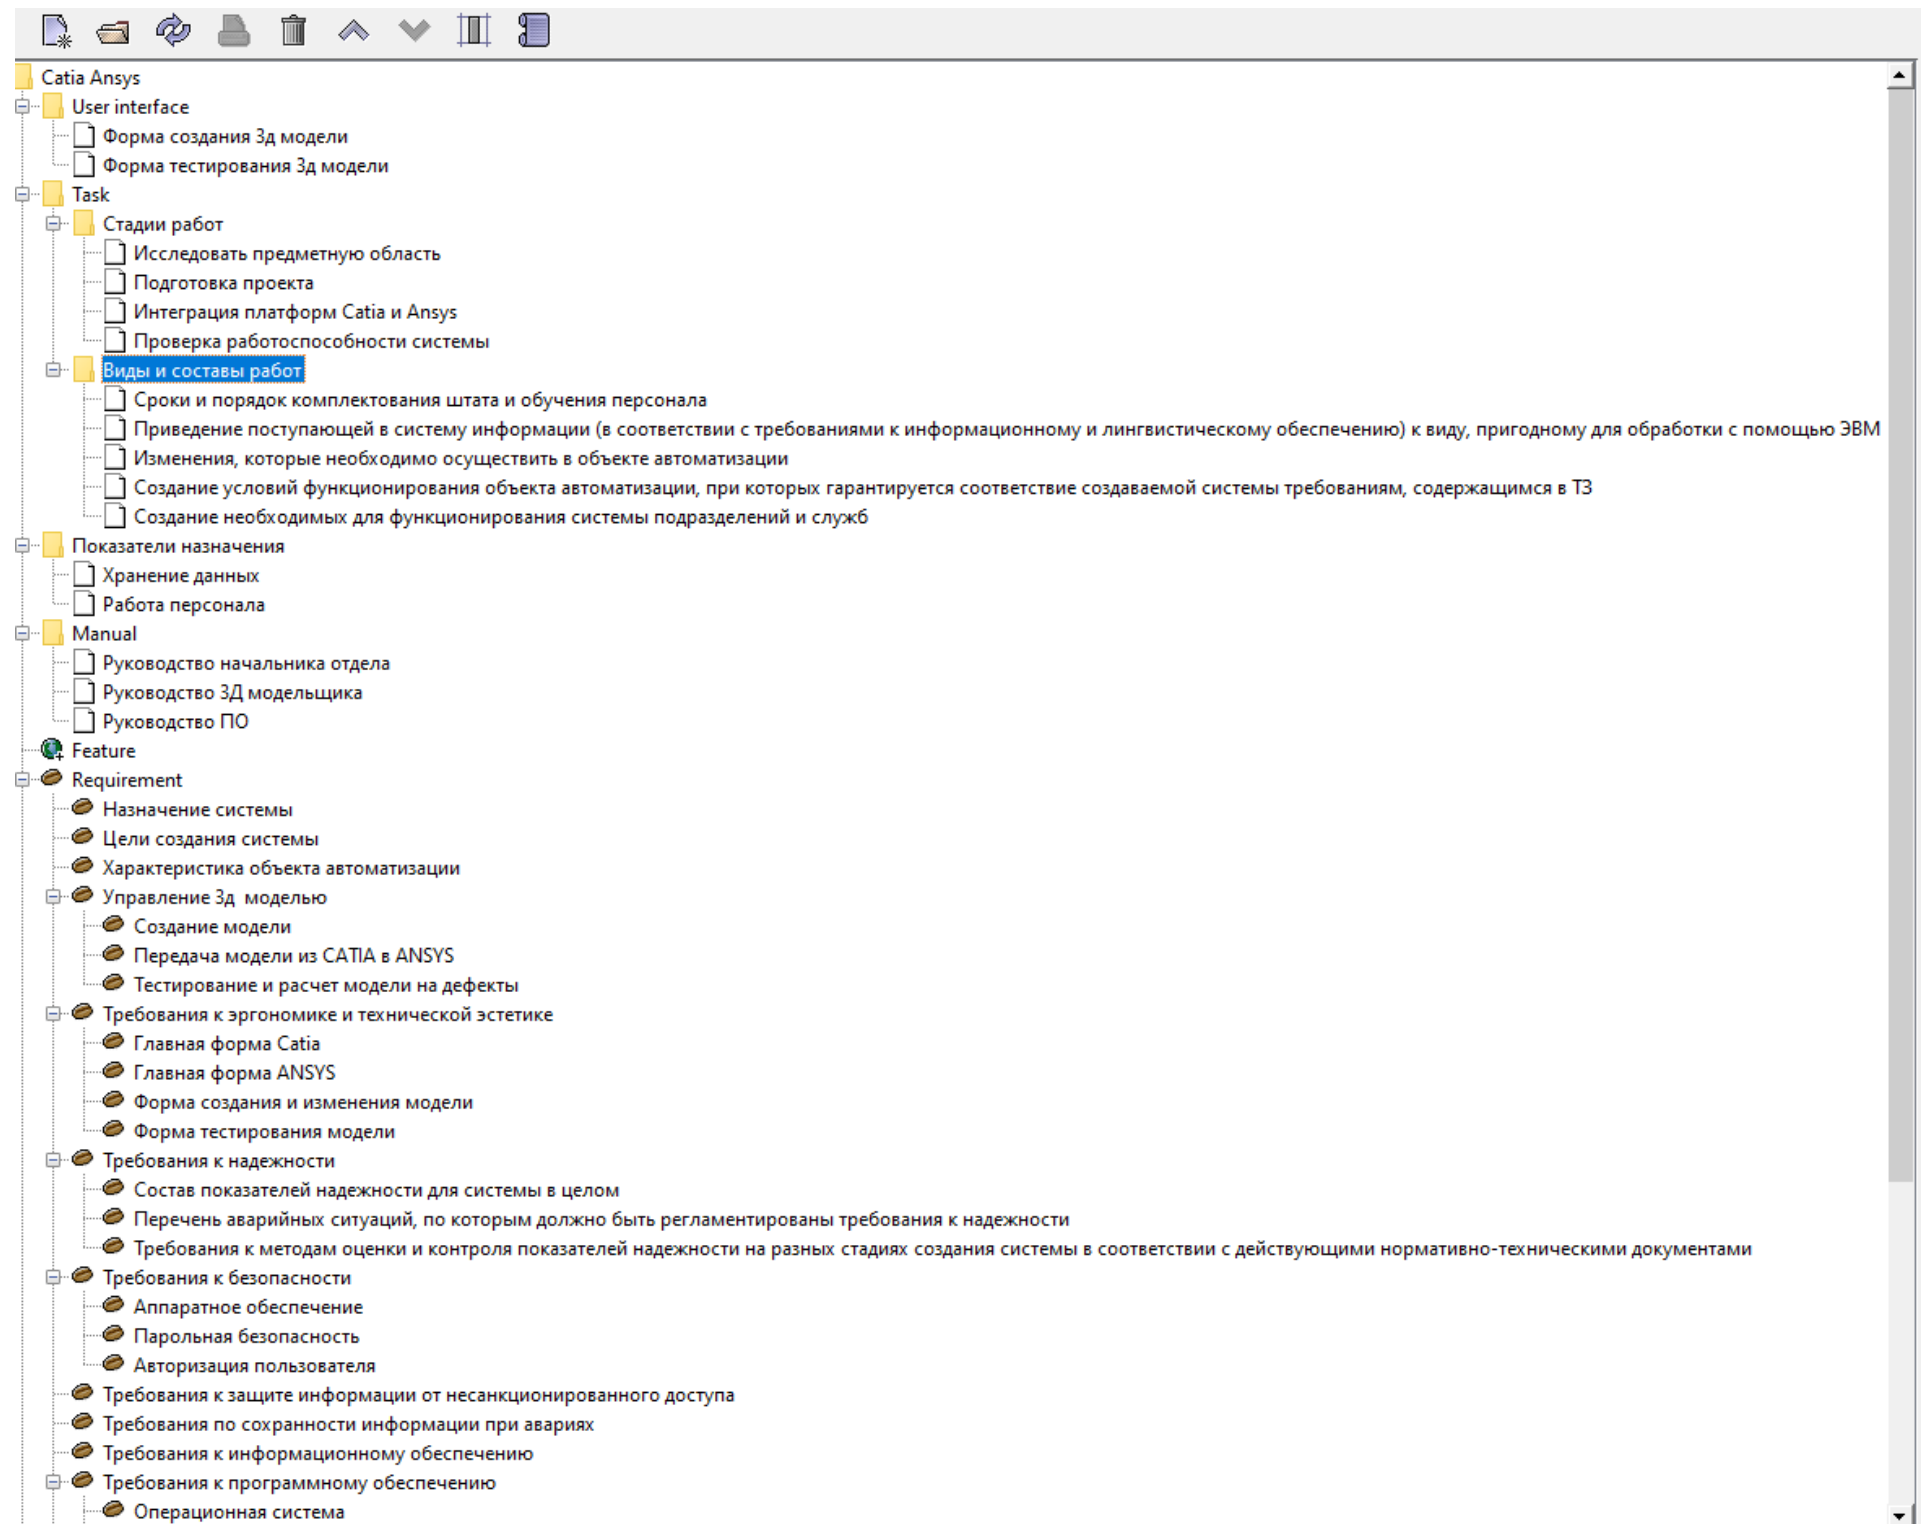 Catia Ansys
User interface
Форма создания 3д модели
Форма тестирования 3д модели
Task
Стадии работ
Исследовать предметную область
Подготовка проекта
Интеграция платформ Catia и Ansys
Проверка работоспособности системы
Виды и составы работ
Сроки и порядок комплектования штата и обучения персонала
Приведение поступающей в систему информации (в соответствии с требованиями к информационному и лингвистическому обеспечению) к виду, пригодному для обработки с помощью ЭВМ
Изменения, которые необходимо осуществить в объекте автоматизации
Создание условий функционирования объекта автоматизации, при которых гарантируется соответствие создаваемой системы требованиям, содержащимся в ТЗ
Создание необходимых для функционирования системы подразделений и служб
Показатели назначения
Хранение данных
Работа персонала
Manual
Руководство начальника отдела
Руководство 3Д модельщика
Руководство ПО
Feature
Requirement
Назначение системы
Цели создания системы
Характеристика объекта автоматизации
Управление 3д  моделью
Создание модели
Передача модели из CATIA в ANSYS
Тестирование и расчет модели на дефекты
Требования к эргономике и технической эстетике
Главная форма Catia
Главная форма ANSYS
Форма создания и изменения модели
Форма тестирования модели
Требования к надежности
Состав показателей надежности для системы в целом
Перечень аварийных ситуаций, по которым должно быть регламентированы требования к надежности
Требования к методам оценки и контроля показателей надежности на разных стадиях создания системы в соответствии с действующими нормативно-техническими документами
Требования к безопасности
Аппаратное обеспечение
Парольная безопасность
Авторизация пользователя
Требования к защите информации от несанкционированного доступа
Требования по сохранности информации при авариях
Требования к информационному обеспечению
Требования к программному обеспечению
Операционная система